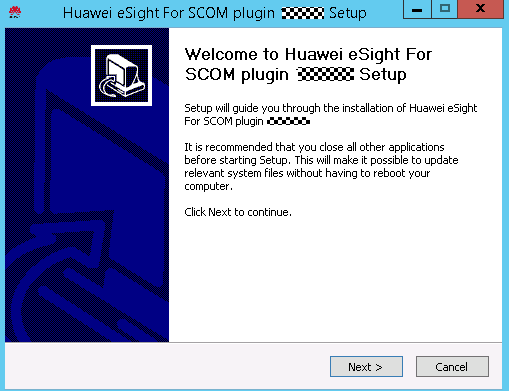 Huawei eSight For SCOM plugin Setup
Welcome to Huawei eSight For
SCOM plugin Setup
Setup will guide you through the installation of Huawei eSight
For SCOM plugin
It is recommended that you close all other applications
before starting Setup. This will make it possible to update
relevant system files without having to reboot your
computer.
Click Next to continue.
Next >
Cancel